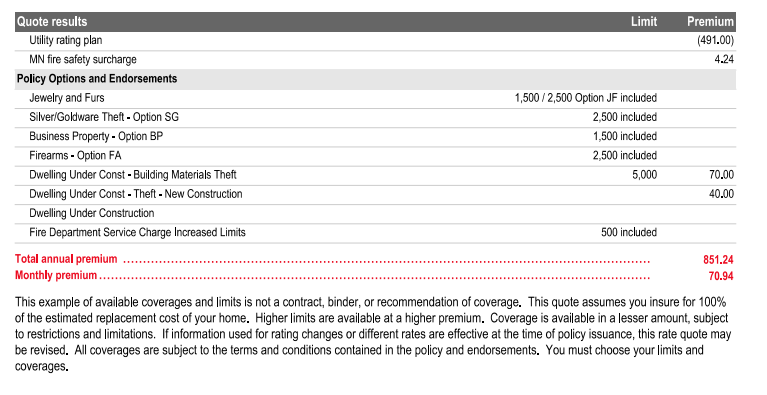 Quote results Limit Premium
Utility rating plan (491.00)
MN fire safety surcharge 4.24
Policy Options and Endorsements
Jewelry and Furs 1,500 / 2,500 Option JF included
Silver/Goldware Theft - Option SG 2,500 included
Business Property - Option BP 1,500 included
Firearms - Option FA 2,500 included
Dwelling Under Const - Building Materials Theft 5,000 70.00
Dwelling Under Const - Theft - New Construction 40.00
Dwelling Under Construction
Fire Department Service Charge Increased Limits 500 included
Total annual premium 851.24
Monthly premium 70.94
This example of available coverages and limits is not a contract, binder, or recommendation of coverage. This quote assumes you insure for 100%
of the estimated replacement cost of your home. Higher limits are available at a higher premium. Coverage is available in a lesser amount, subject
to restrictions and limitations. If information used for rating changes or different rates are effective at the time of policy issuance, this rate quote may
be revised. All coverages are subject to the terms and conditions contained in the policy and endorsements. You must choose your limits and
coverages.